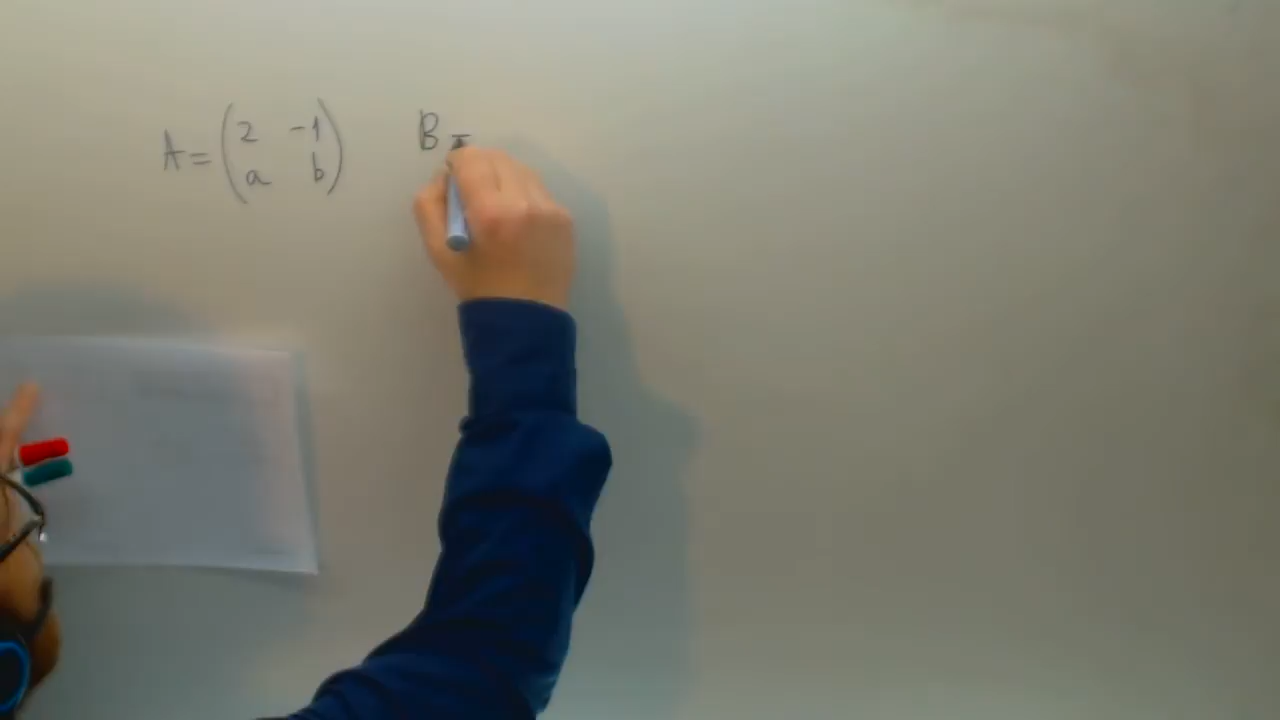 A = (2 -1
a b) B =